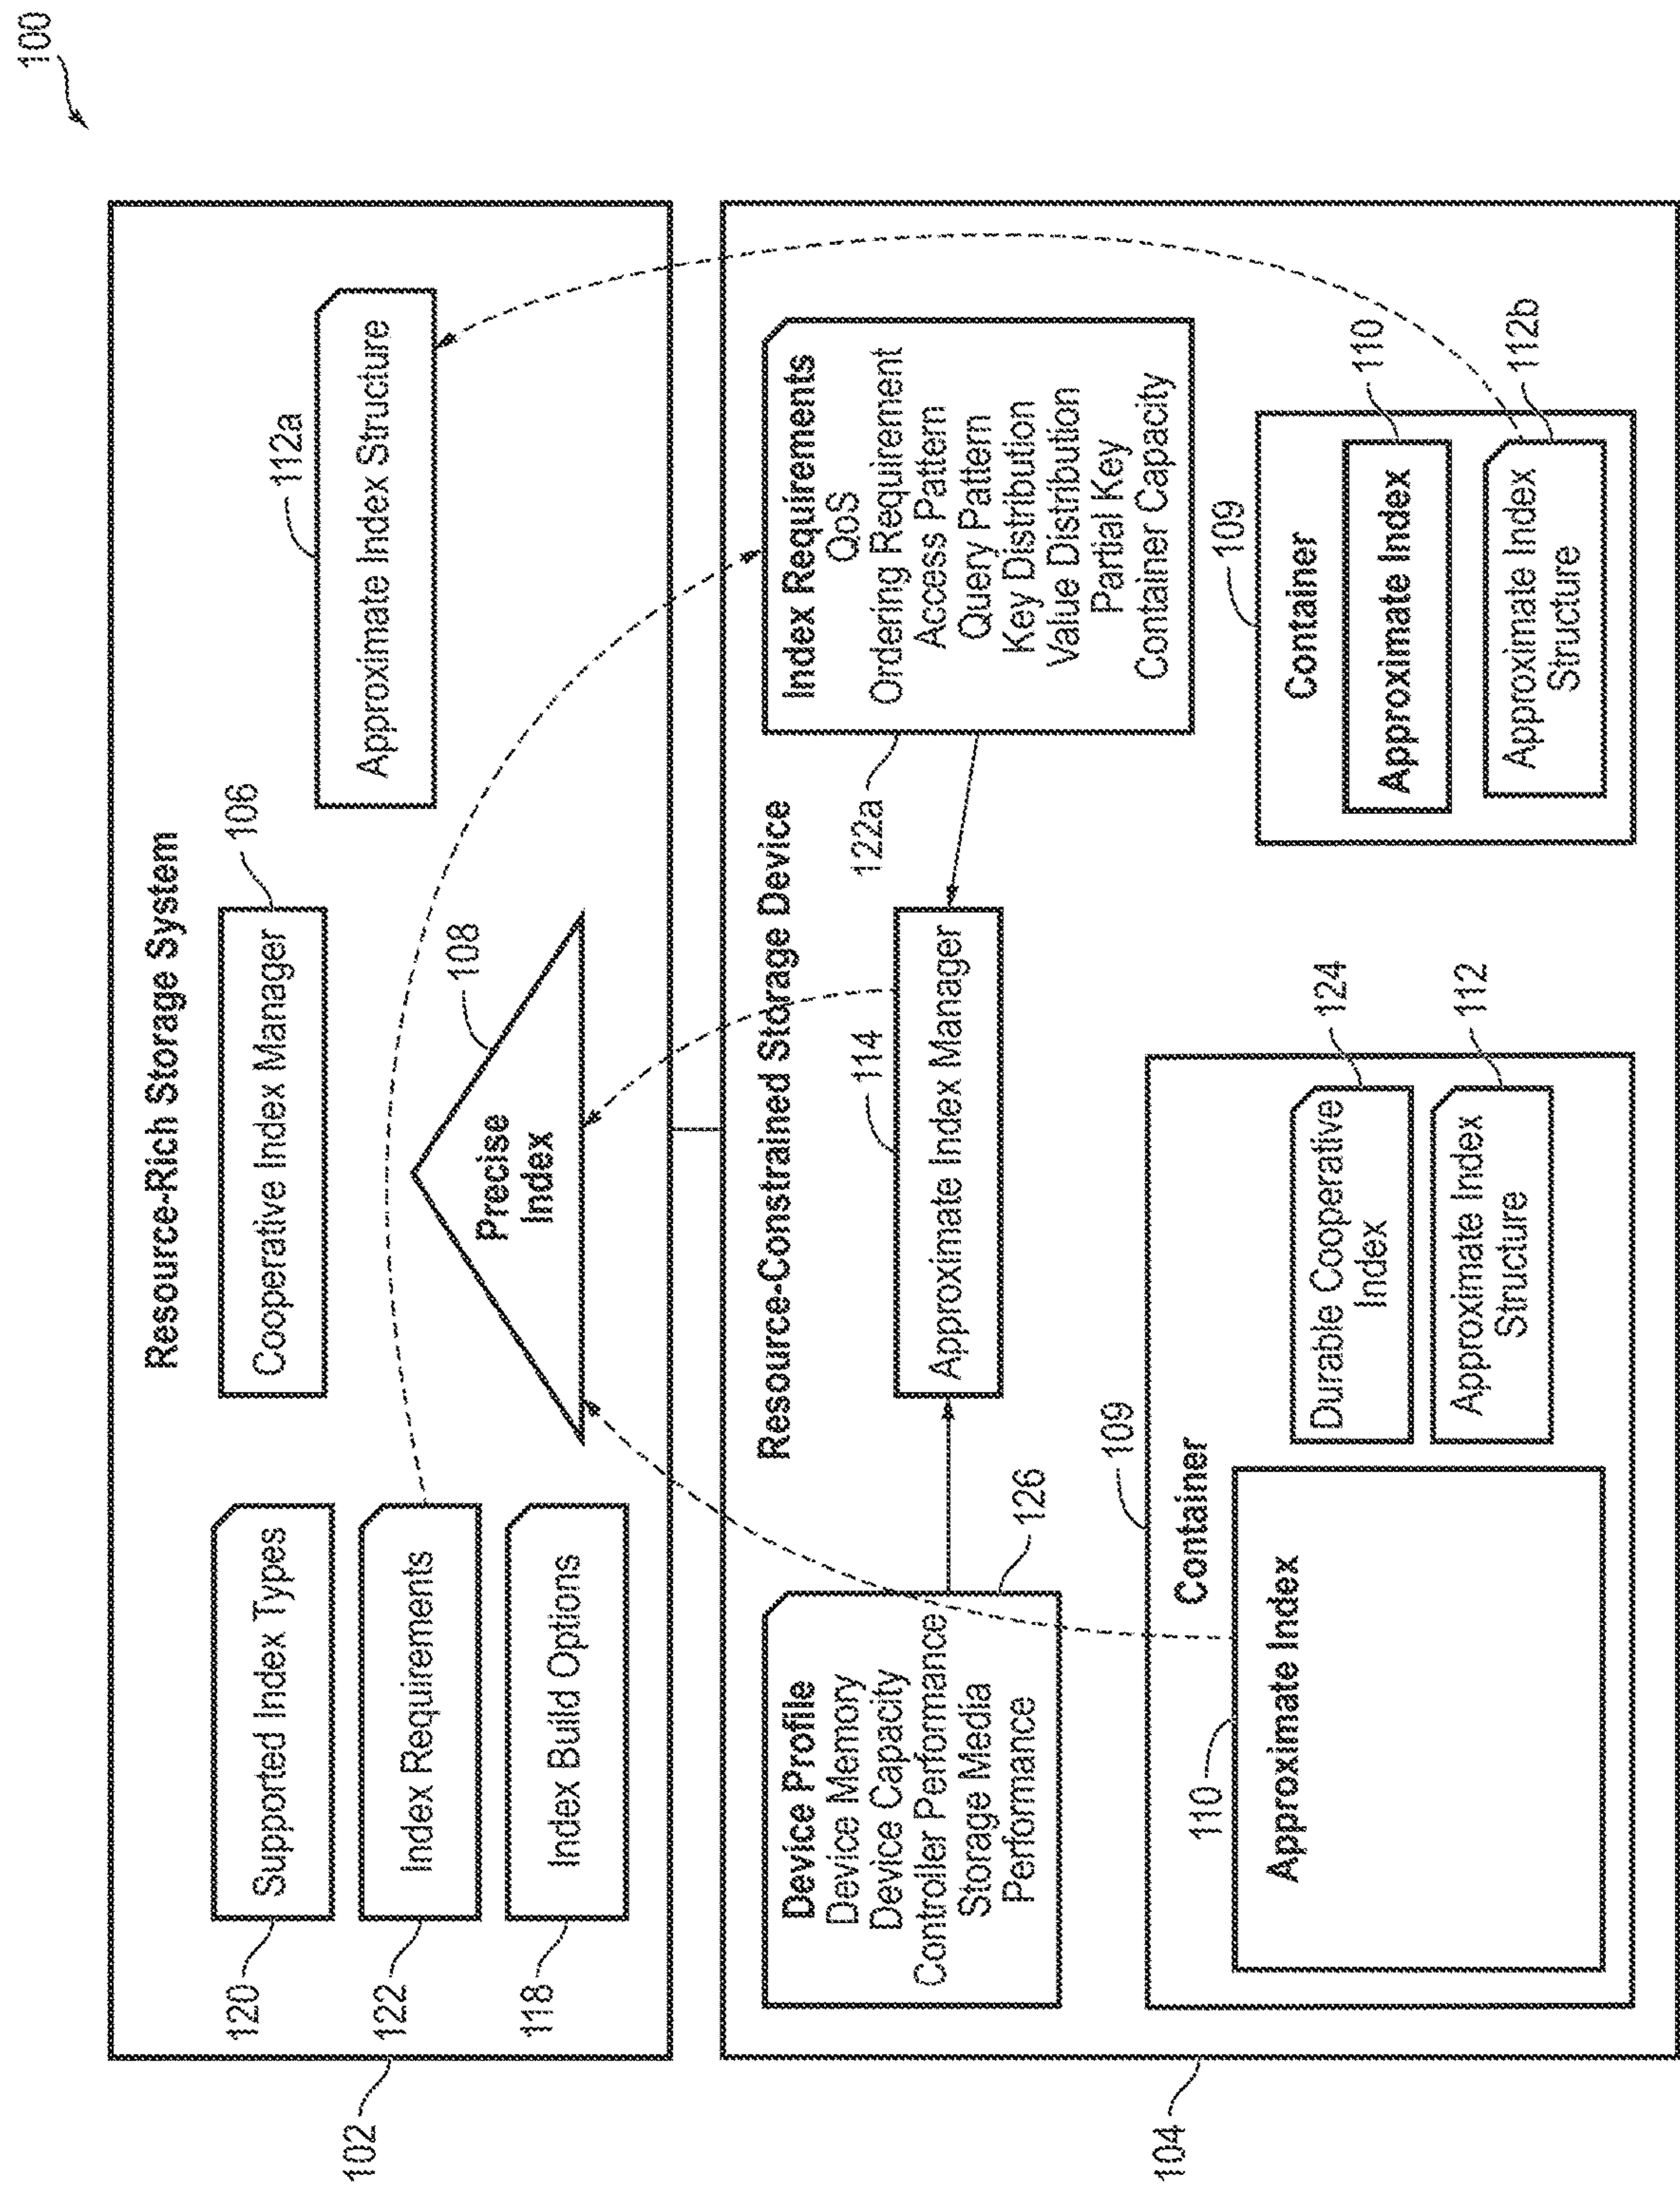 100
Resource-Rich Storage System
120
Supported Index Types
122
Index Requirements
118
Index Build Options
102
Cooperative Index Manager
106
Precise
Index
108
112a
Approximate Index Structure
Resource-Constrained Storage Device
Device Profile
Device Memory
Device Capacity
Controller Performance
Storage Media
Performance
126
114
Approximate Index Manager
122a
Index Requirements
QoS
Ordering Requirement
Access Pattern
Query Pattern
Key Distribution
Value Distribution
Partial Key
Container Capacity
104
109
Container
110
Approximate Index
Durable Cooperative
Index
124
Approximate Index
Structure
112
109
Container
Approximate Index
110
Approximate Index
Structure
112b